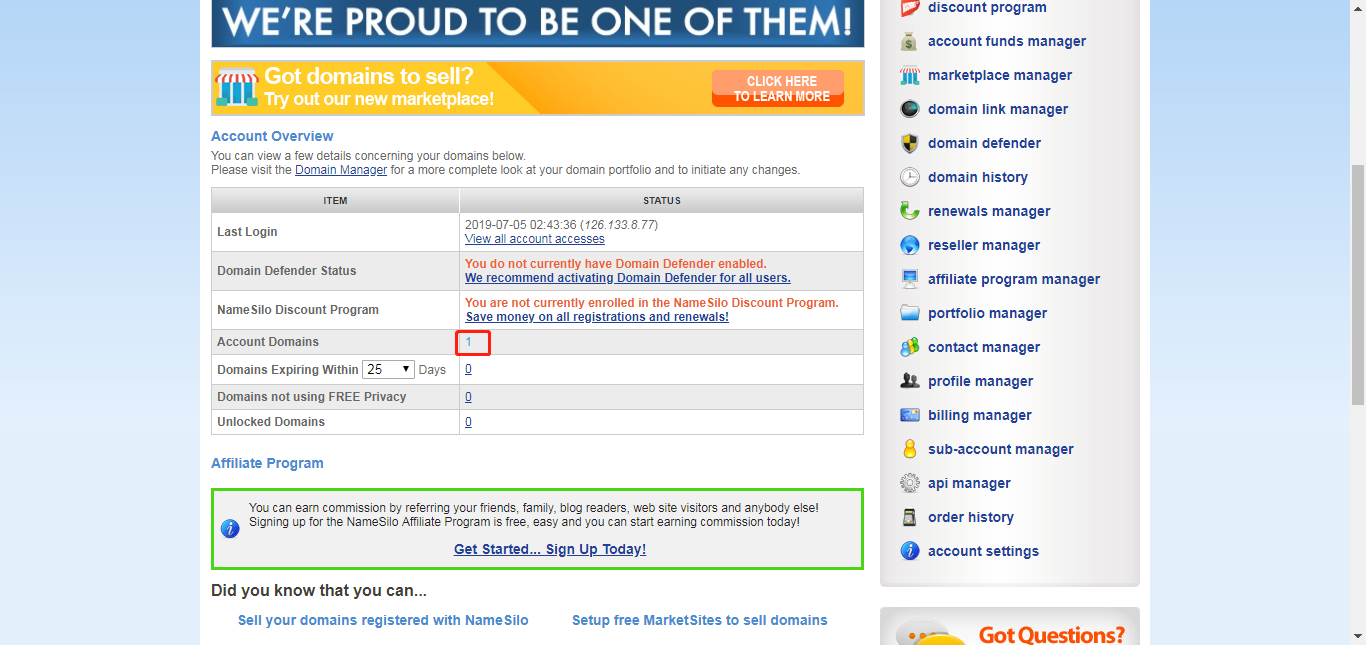 WE'RE PROUD TO BE ONE OF THEM!
Got domains to sell?
Try out our new marketplace!
CLICK HERE
TO LEARN MORE
Account Overview
You can view a few details concerning your domains below.
Please visit the Domain Manager for a more complete look at your domain portfolio and to initiate any changes.
ITEM STATUS
Last Login
2019-07-05 02:43:36 (126.133.8.77)
View all account accesses
Domain Defender Status
You do not currently have Domain Defender enabled.
We recommend activating Domain Defender for all users.
NameSilo Discount Program
You are not currently enrolled in the NameSilo Discount Program.
Save money on all registrations and renewals!
Account Domains 1
Domains Expiring Within 25 Days 0
Domains not using FREE Privacy 0
Unlocked Domains 0
Affiliate Program
You can earn commission by referring your friends, family, blog readers, web site visitors and anybody else!
Signing up for the NameSilo Affiliate Program is free, easy and you can start earning commission today!
Get Started... Sign Up Today!
Did you know that you can...
Sell your domains registered with NameSilo
Setup free MarketSites to sell domains
discount program
account funds manager
marketplace manager
domain link manager
domain defender
domain history
renewals manager
reseller manager
affiliate program manager
portfolio manager
contact manager
profile manager
billing manager
sub-account manager
api manager
order history
account settings
Got Questions?